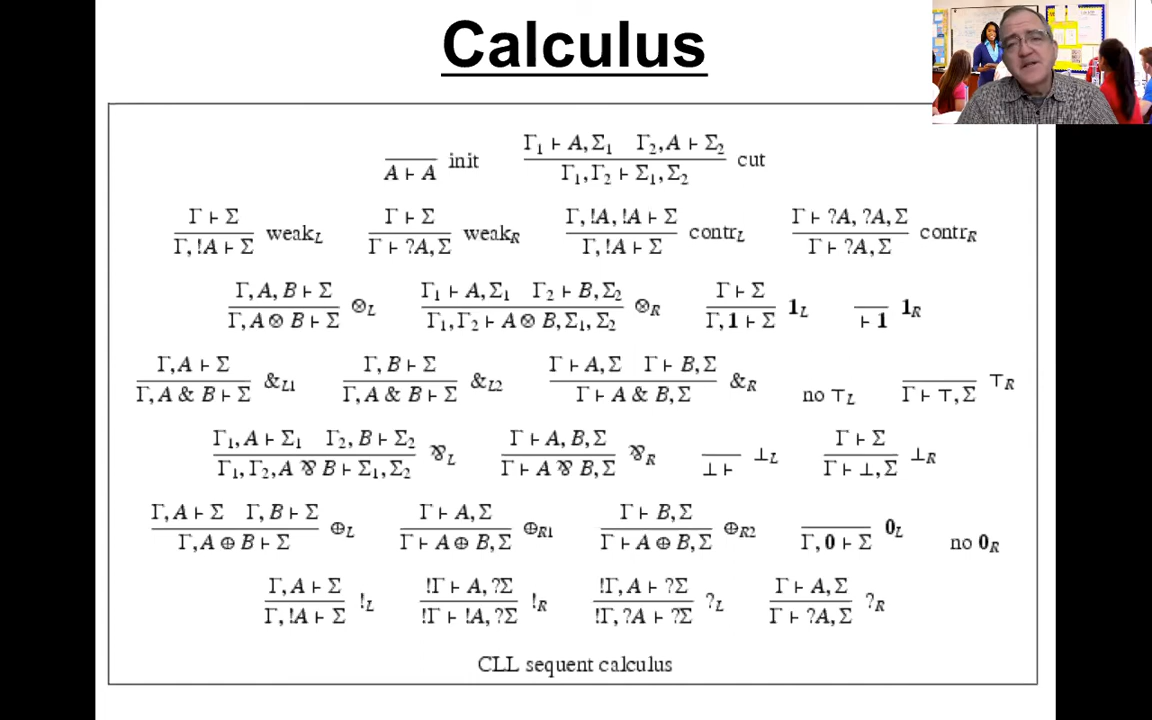 Calculus
A ⊢ A init Γ₁ ⊢ A, Σ₁ Γ₂, A ⊢ Σ₂ / Γ₁, Γ₂ ⊢ Σ₁, Σ₂ cut
Γ ⊢ Σ / Γ, !A ⊢ Σ weak_L Γ ⊢ Σ / Γ ⊢ ?A, Σ weak_R Γ, !A, !A ⊢ Σ / Γ, !A ⊢ Σ contr_L Γ ⊢ ?A, ?A, Σ / Γ ⊢ ?A, Σ contr_R
Γ, A, B ⊢ Σ / Γ, A ⊗ B ⊢ Σ ⊗_L Γ₁ ⊢ A, Σ₁ Γ₂ ⊢ B, Σ₂ / Γ₁, Γ₂ ⊢ A ⊗ B, Σ₁, Σ₂ ⊗_R Γ ⊢ Σ / Γ, 1 ⊢ Σ 1_L ⊢ 1 1_R
Γ, A ⊢ Σ / Γ, A & B ⊢ Σ &_L1 Γ, B ⊢ Σ / Γ, A & B ⊢ Σ &_L2 Γ ⊢ A, Σ Γ ⊢ B, Σ / Γ ⊢ A & B, Σ &_R no ⊤_L Γ ⊢ ⊤, Σ ⊤_R
Γ₁, A ⊢ Σ₁ Γ₂, B ⊢ Σ₂ / Γ₁, Γ₂, A ⅋ B ⊢ Σ₁, Σ₂ ⅋_L Γ ⊢ A, B, Σ / Γ ⊢ A ⅋ B, Σ ⅋_R ⊥ ⊢ ⊥_L Γ ⊢ Σ / Γ ⊢ ⊥, Σ ⊥_R
Γ, A ⊢ Σ Γ, B ⊢ Σ / Γ, A ⊕ B ⊢ Σ ⊕_L Γ ⊢ A, Σ / Γ ⊢ A ⊕ B, Σ ⊕_R1 Γ ⊢ B, Σ / Γ ⊢ A ⊕ B, Σ ⊕_R2 Γ, 0 ⊢ Σ 0_L no 0_R
Γ, A ⊢ Σ / Γ, !A ⊢ Σ !_L !Γ ⊢ A, ?Σ / !Γ ⊢ !A, ?Σ !_R !Γ, A ⊢ ?Σ / !Γ, ?A ⊢ ?Σ ?_L Γ ⊢ A, Σ / Γ ⊢ ?A, Σ ?_R
CLL sequent calculus